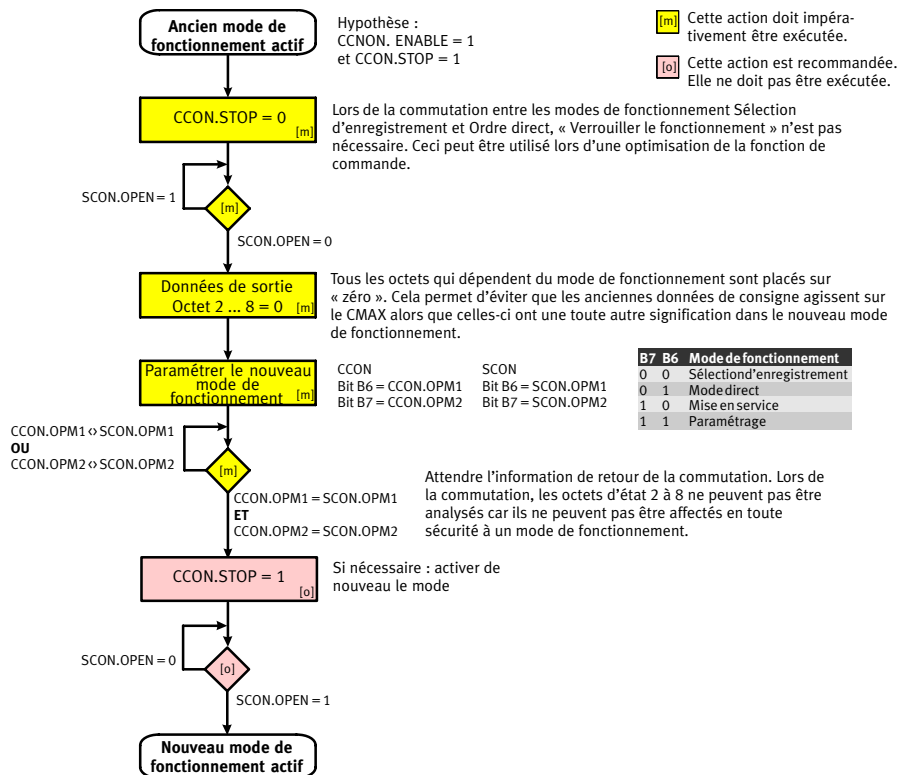 Ancien mode de
fonctionnement actif
Hypothèse :
CCNON. ENABLE = 1
et CCON.STOP = 1
[m] Cette action doit impéra-
tivement être exécutée.
[o] Cette action est recommandée.
Elle ne doit pas être exécutée.
CCON.STOP = 0
[m]
Lors de la commutation entre les modes de fonctionnement Sélection
d'enregistrement et Ordre direct, « Verrouiller le fonctionnement » n'est pas
nécessaire. Ceci peut être utilisé lors d'une optimisation de la fonction de
commande.
SCON.OPEN = 1
[m]
SCON.OPEN = 0
Données de sortie
Octet 2 ... 8 = 0 [m]
Tous les octets qui dépendent du mode de fonctionnement sont placés sur
« zéro ». Cela permet d'éviter que les anciennes données de consigne agissent sur
le CMAX alors que celles-ci ont une toute autre signification dans le nouveau mode
de fonctionnement.
Paramétrer le nouveau
mode de
fonctionnement [m]
CCON
Bit B6 = CCON.OPM1
Bit B7 = CCON.OPM2
SCON
Bit B6 = SCON.OPM1
Bit B7 = SCON.OPM2
B7 B6 Mode de fonctionnement
0 0 Sélection d'enregistrement
0 1 Mode direct
1 0 Mise en service
1 1 Paramétrage
CCON.OPM1 <> SCON.OPM1
OU
CCON.OPM2 <> SCON.OPM2
[m]
CCON.OPM1 = SCON.OPM1
ET
CCON.OPM2 = SCON.OPM2
Attendre l'information de retour de la commutation. Lors de
la commutation, les octets d'état 2 à 8 ne peuvent pas être
analysés car ils ne peuvent pas être affectés en toute
sécurité à un mode de fonctionnement.
CCON.STOP = 1
[o]
Si nécessaire : activer de
nouveau le mode
SCON.OPEN = 0
[o]
SCON.OPEN = 1
Nouveau mode de
fonctionnement actif